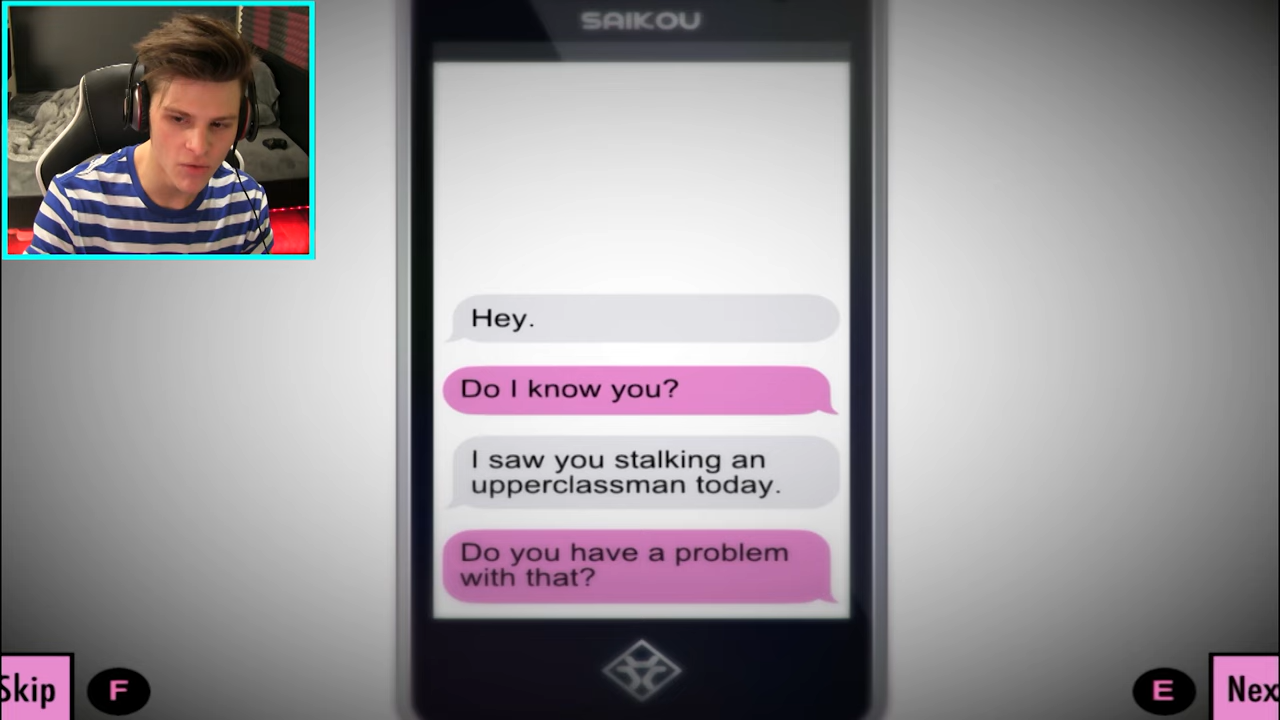 SAIKOU
Hey.
Do I know you?
I saw you stalking an
upperclassman today.
Do you have a problem
with that?
Skip
F
E
Nex